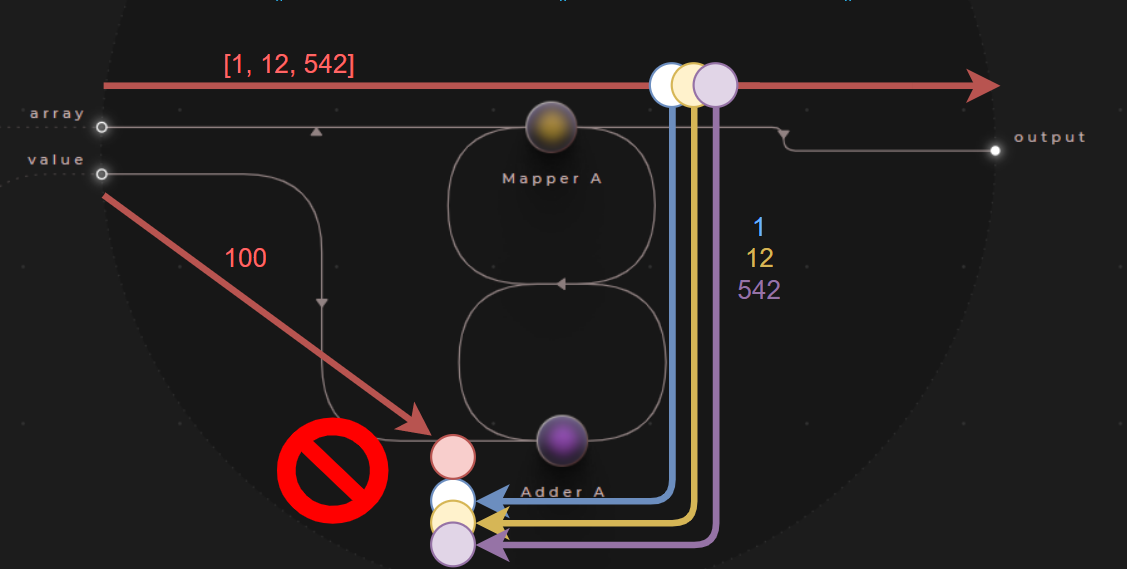 [1, 12, 542]
array
value
output
Mapper A
100
1
12
542
Adder A